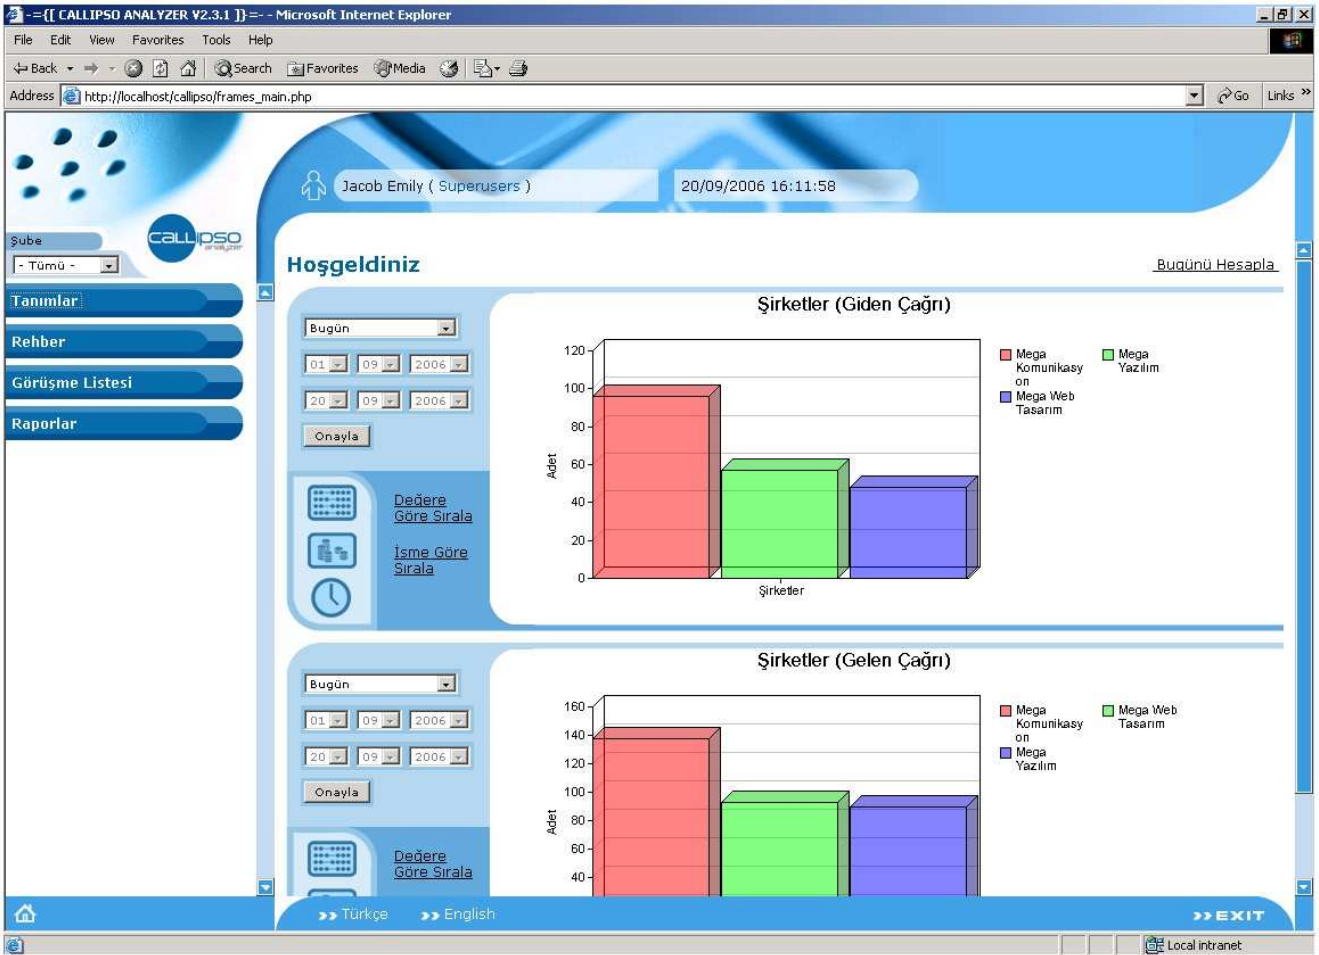 -={[ CALLIPSO ANALYZER V2.3.1 ]}=- - Microsoft Internet Explorer
File Edit View Favorites Tools Help
Back Search Favorites Media
Address http://localhost/callipso/frames_main.php Go Links »
Jacob Emily ( Superusers ) 20/09/2006 16:11:58
callipso
analyzer
Şube
- Tümü -
Tanımlar
Rehber
Görüşme Listesi
Raporlar
Hoşgeldiniz
Bugünü Hesapla
Bugün
01 09 2006
20 09 2006
Onayla
Değere
Göre Sırala
İsme Göre
Sırala
Şirketler (Giden Çağrı)
120
100
80
60
40
20
0
Adet
Şirketler
Mega
Komunikasy
on
Mega
Yazılım
Mega Web
Tasarım
Bugün
01 09 2006
20 09 2006
Onayla
Değere
Göre Sırala
Şirketler (Gelen Çağrı)
160
140
120
100
80
60
40
Adet
Mega
Komunikasy
on
Mega Web
Tasarım
Mega
Yazılım
>> Türkçe >> English
>> EXIT
Local intranet